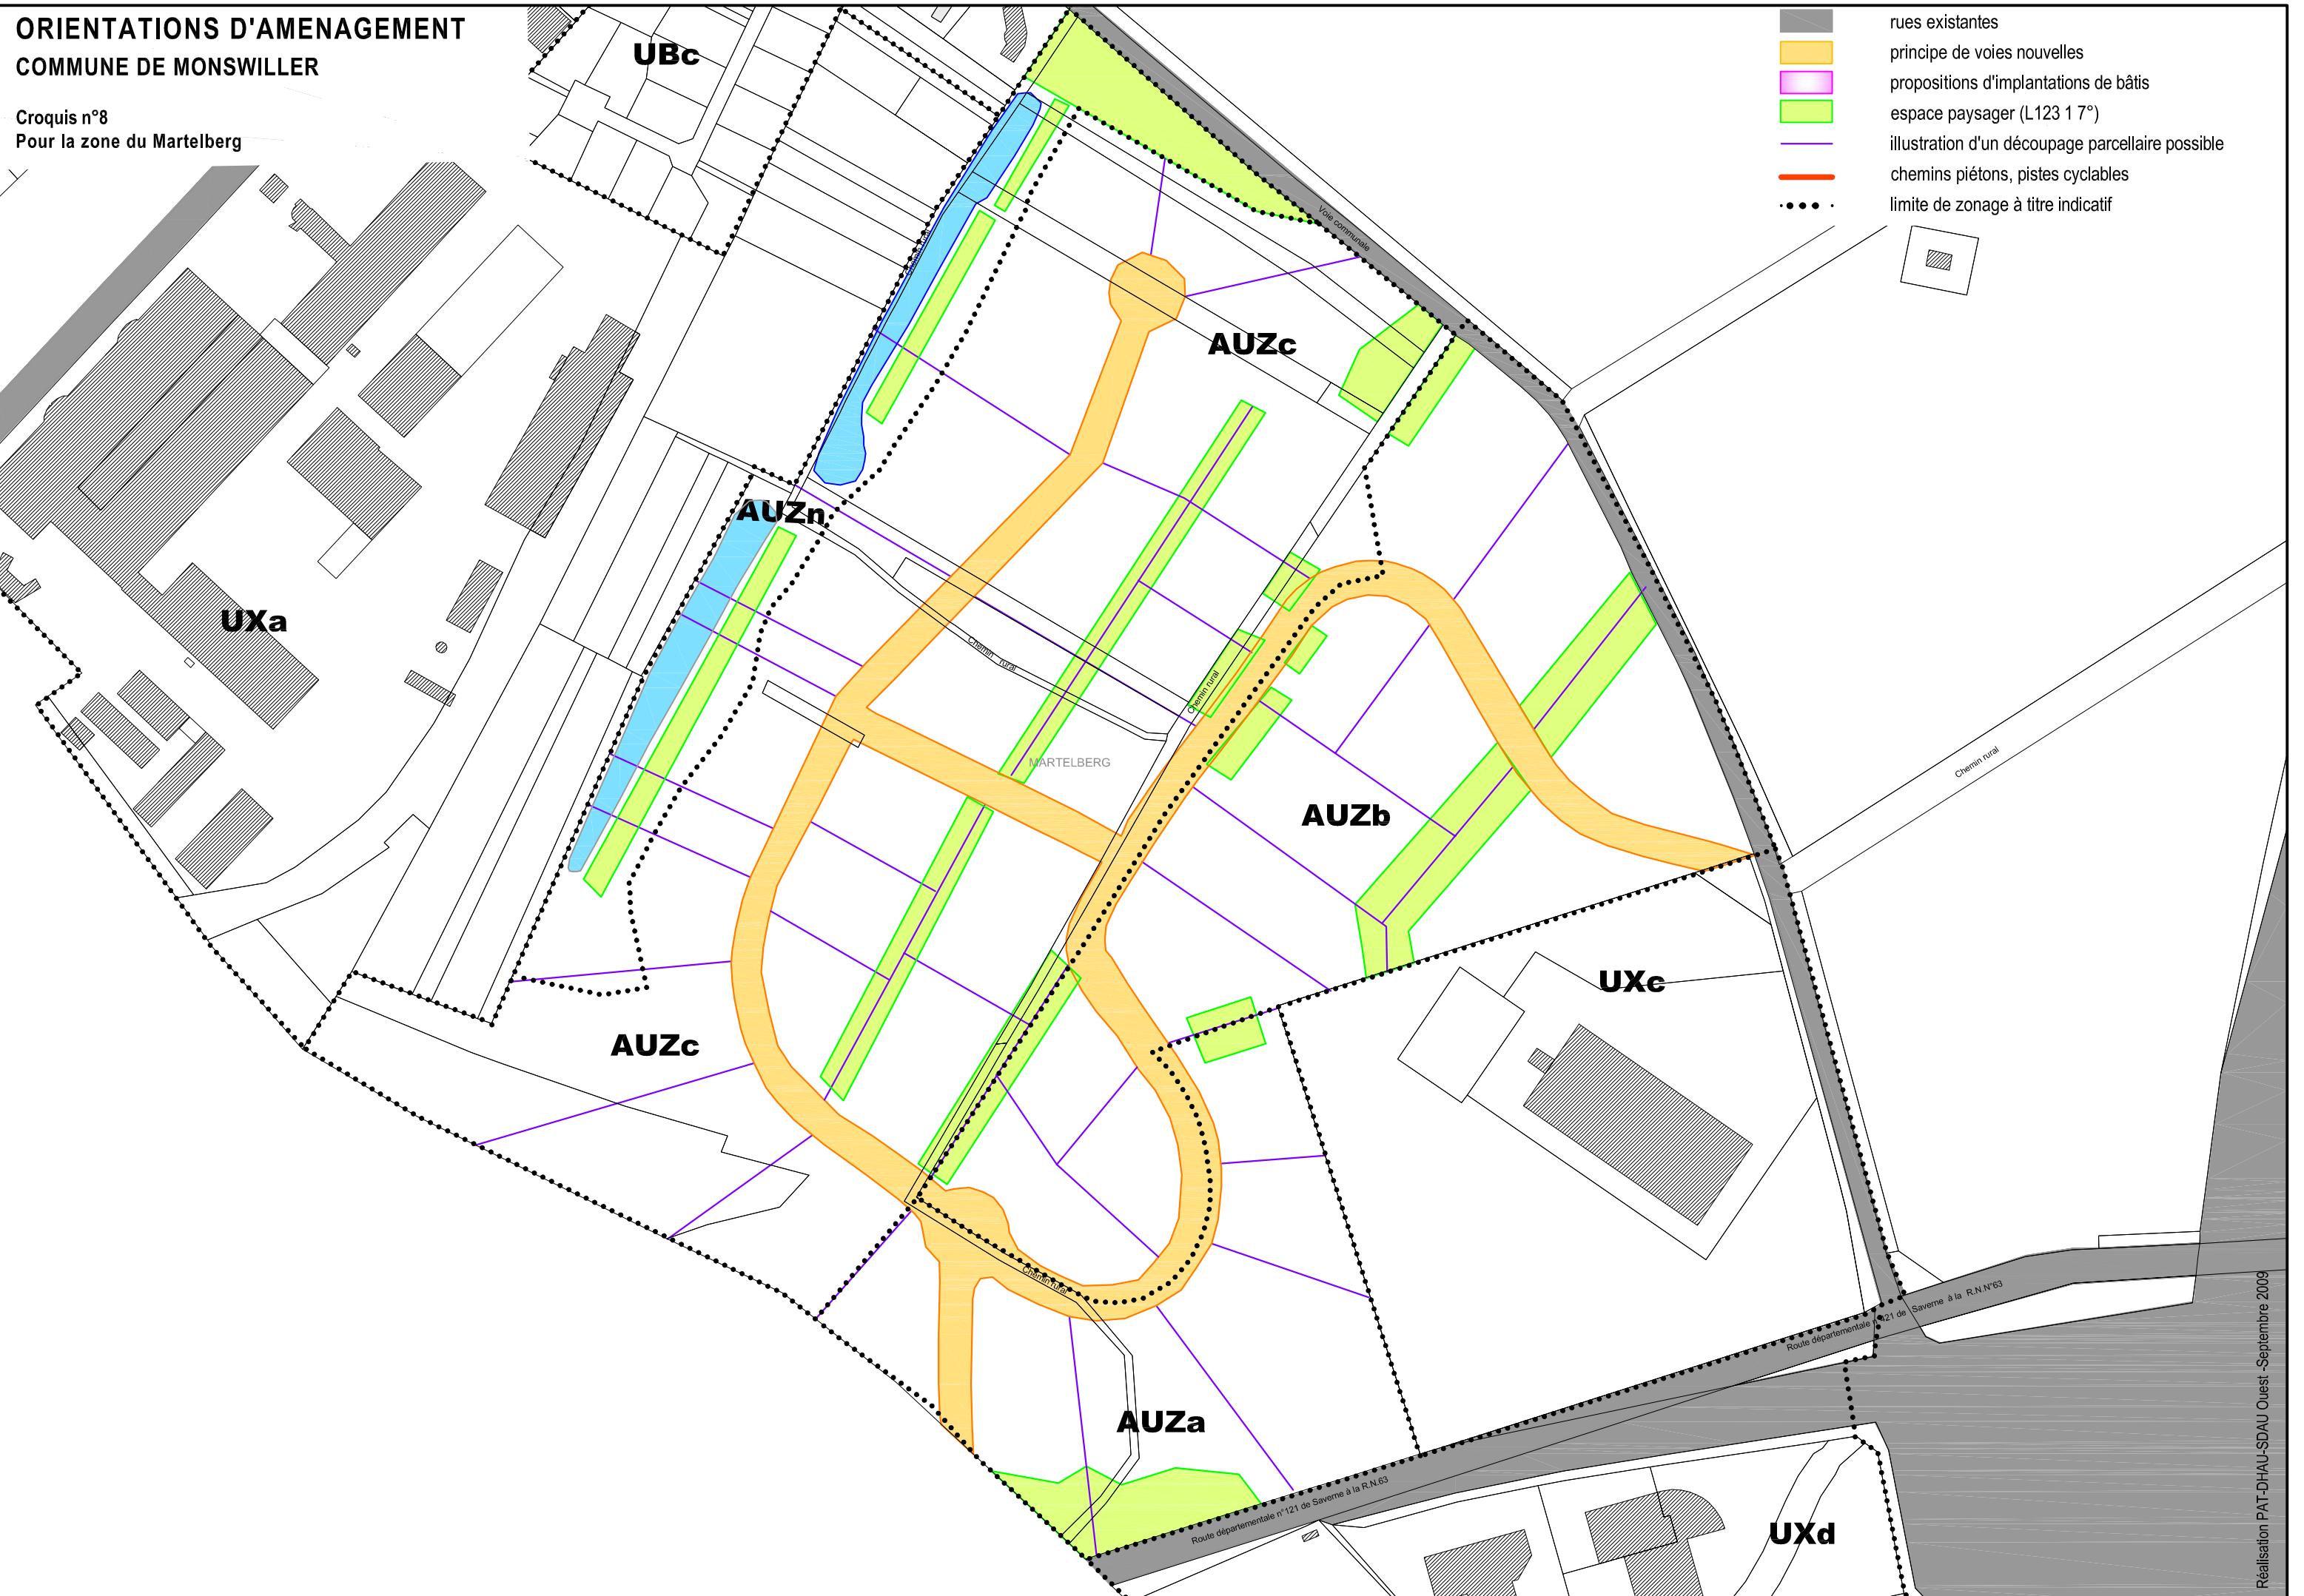 ORIENTATIONS D'AMENAGEMENT
COMMUNE DE MONSWILLER
Croquis n°8
Pour la zone du Martelberg
rues existantes
principe de voies nouvelles
propositions d'implantations de bâtis
espace paysager (L123 1 7°)
illustration d'un découpage parcellaire possible
chemins piétons, pistes cyclables
limite de zonage à titre indicatif
UBc
Voie communale
AUZc
AUZn
UXa
Chemin rural
Chemin rural
MARTELBERG
Chemin rural
AUZb
UXc
AUZc
Chemin rural
Route départementale n°121 de Saverne à la R.N.N°63
AUZa
Route départementale n°121 de Saverne à la R.N.63
UXd
Réalisation PAT-DHAU-SDAU Ouest -Septembre 2009